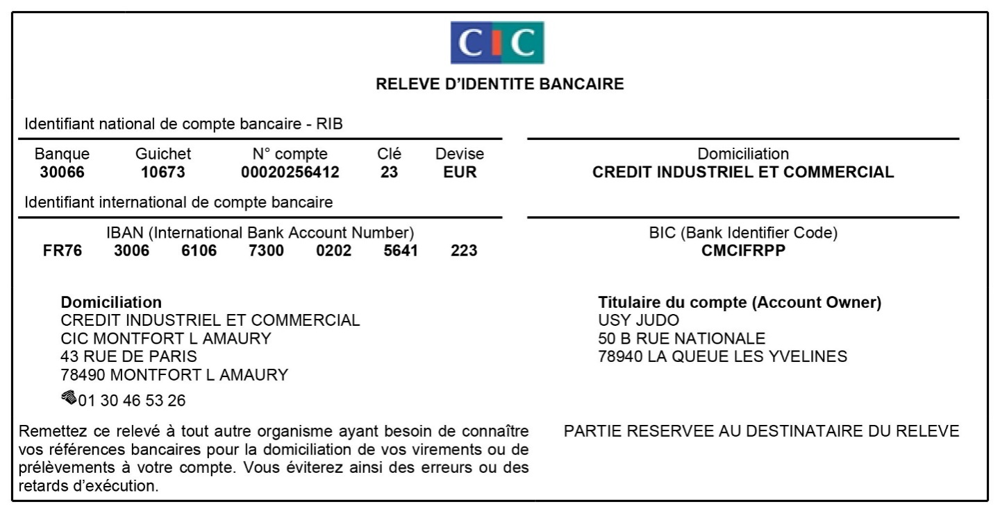 CIC
RELEVE D’IDENTITE BANCAIRE
Identifiant national de compte bancaire - RIB
Banque Guichet N° compte Clé Devise Domiciliation
30066 10673 00020256412 23 EUR CREDIT INDUSTRIEL ET COMMERCIAL
Identifiant international de compte bancaire
IBAN (International Bank Account Number) BIC (Bank Identifier Code)
FR76 3006 6106 7300 0202 5641 223 CMCIFRPP
Domiciliation
CREDIT INDUSTRIEL ET COMMERCIAL
CIC MONTFORT L AMAURY
43 RUE DE PARIS
78490 MONTFORT L AMAURY
01 30 46 53 26
Titulaire du compte (Account Owner)
USY JUDO
50 B RUE NATIONALE
78940 LA QUEUE LES YVELINES
Remettez ce relevé à tout autre organisme ayant besoin de connaître
vos références bancaires pour la domiciliation de vos virements ou de
prélèvements à votre compte. Vous éviterez ainsi des erreurs ou des
retards d’exécution.
PARTIE RESERVEE AU DESTINATAIRE DU RELEVE